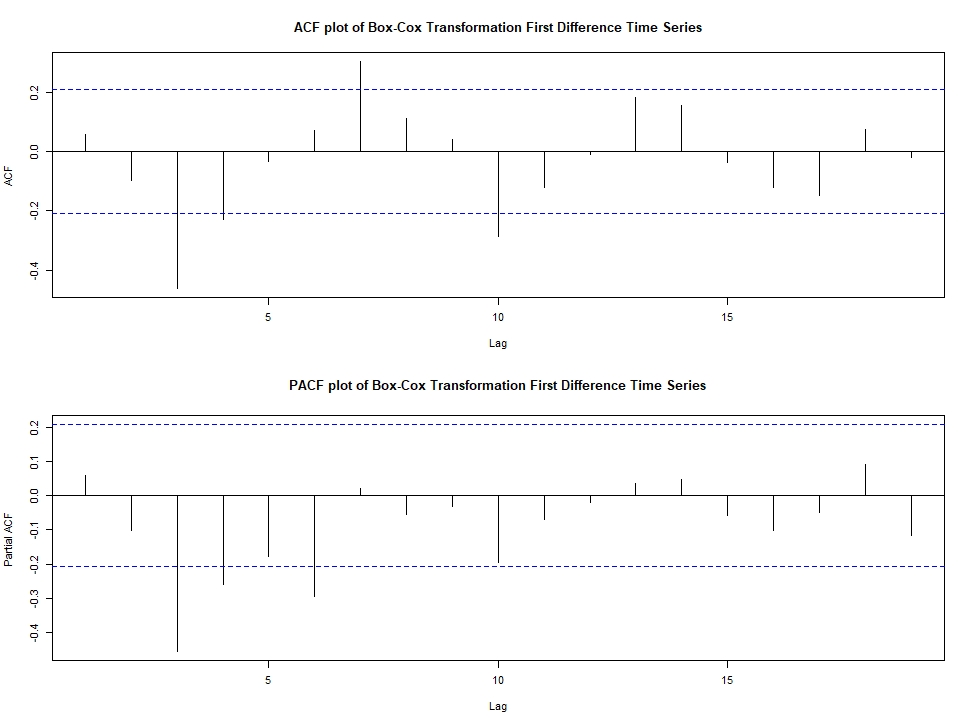 ACF plot of Box-Cox Transformation First Difference Time Series
0.2
0.0
-0.2
-0.4
ACF
5 10 15
Lag
PACF plot of Box-Cox Transformation First Difference Time Series
0.2
0.1
0.0
-0.1
-0.2
-0.3
-0.4
Partial ACF
5 10 15
Lag